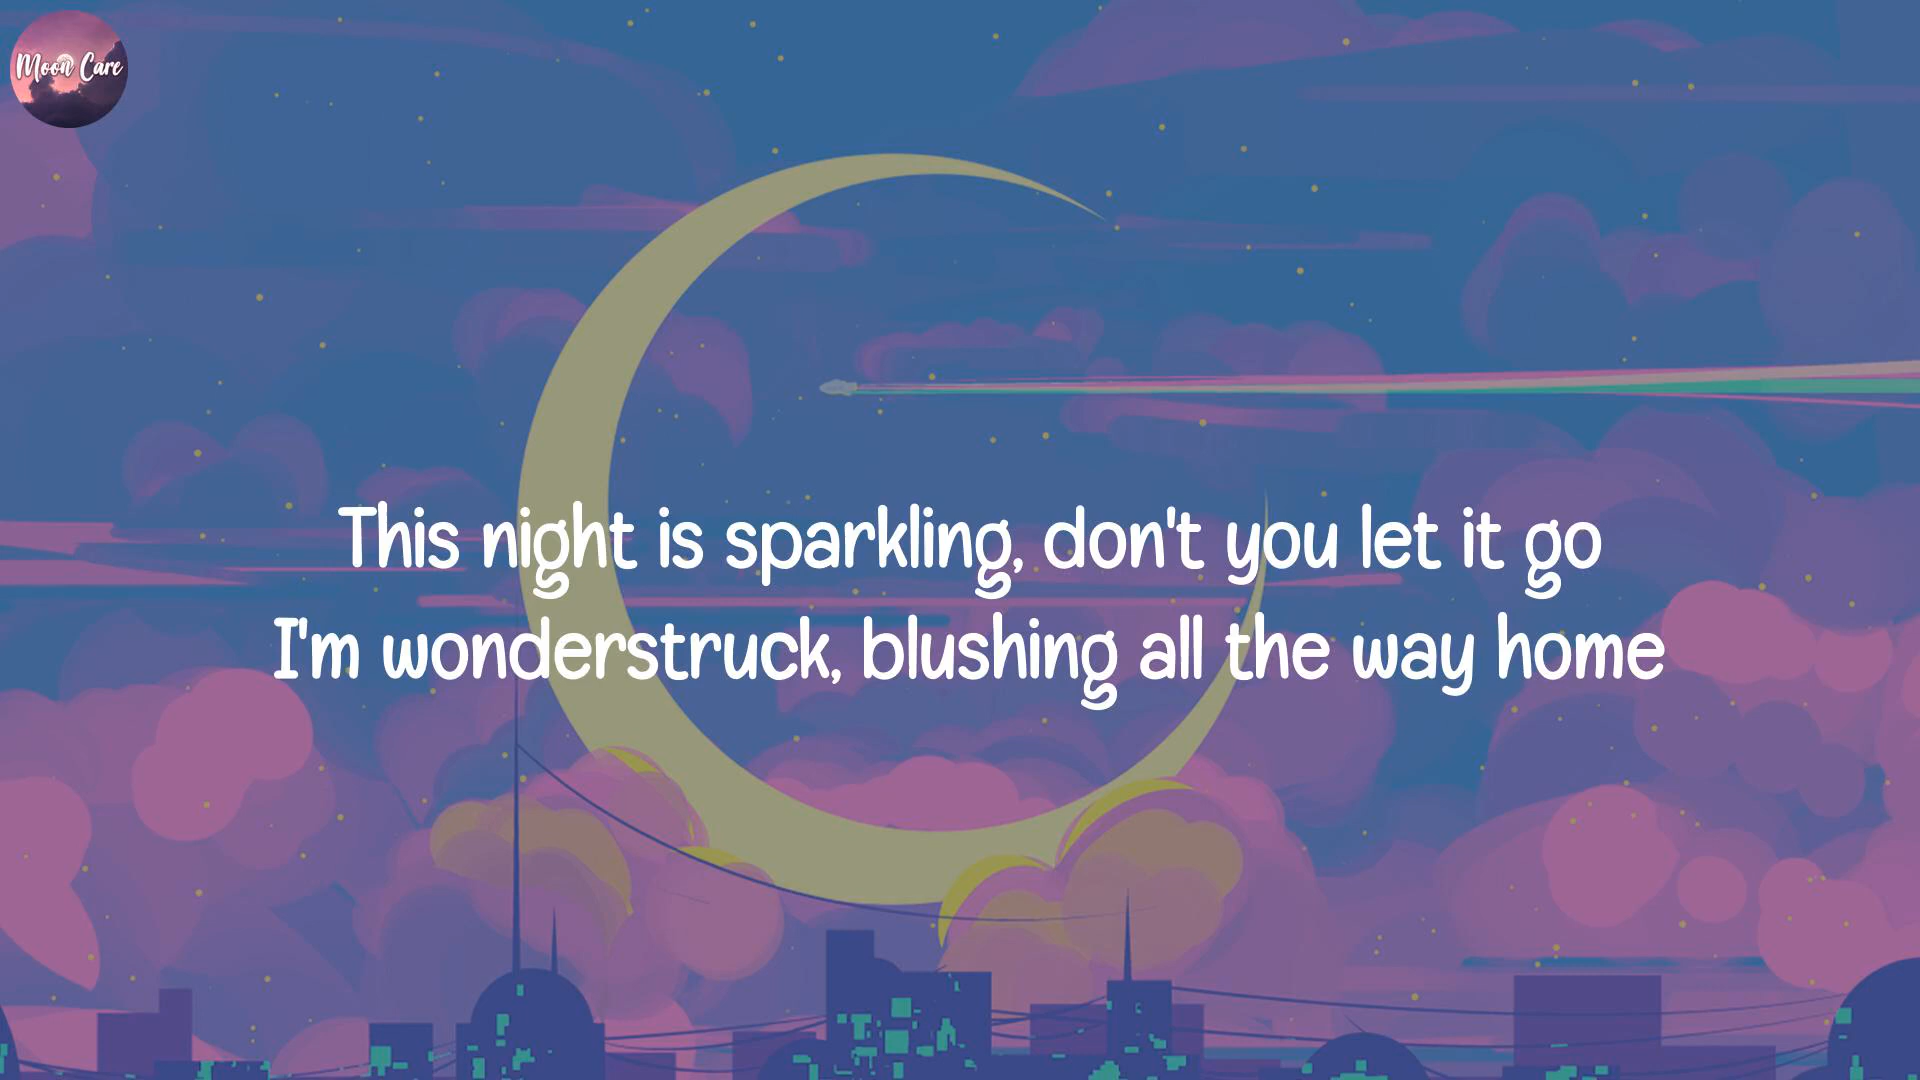 Moon Care
This night is sparkling, don't you let it go
I'm wonderstruck, blushing all the way home